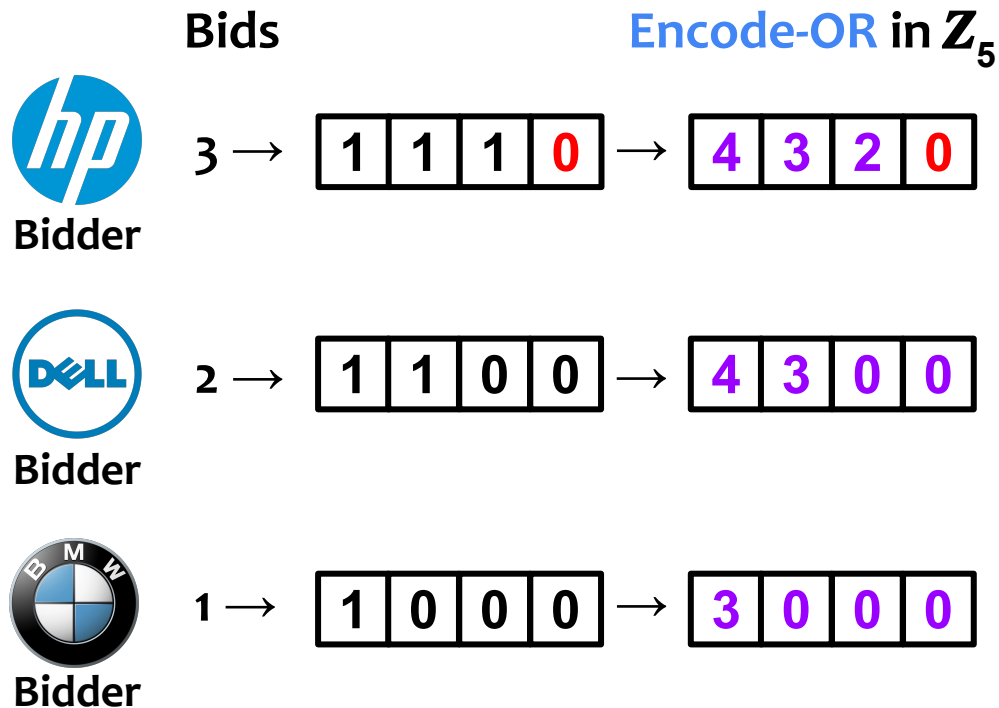 Bids Encode-OR in Z5
hp 3 → 1 1 1 0 → 4 3 2 0
Bidder
DELL 2 → 1 1 0 0 → 4 3 0 0
Bidder
BMW 1 → 1 0 0 0 → 3 0 0 0
Bidder